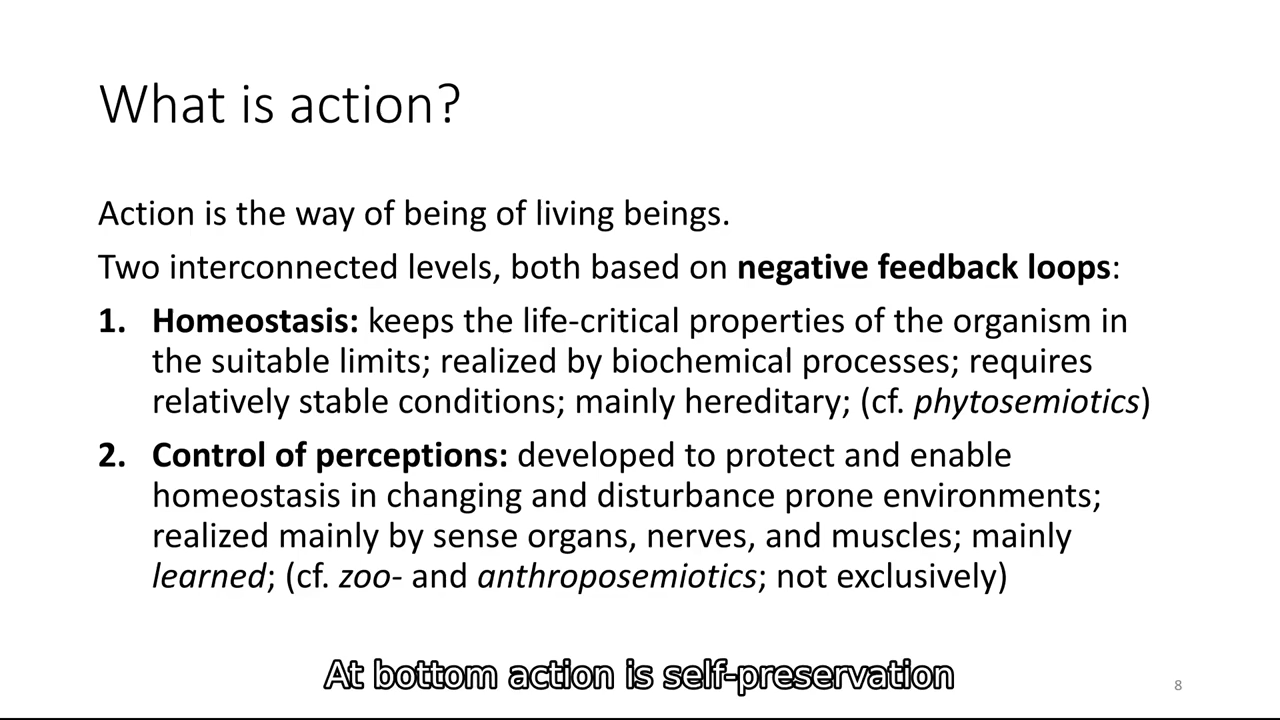 What is action?
Action is the way of being of living beings.
Two interconnected levels, both based on negative feedback loops:
1. Homeostasis: keeps the life-critical properties of the organism in
the suitable limits; realized by biochemical processes; requires
relatively stable conditions; mainly hereditary; (cf. phytosemiotics)
2. Control of perceptions: developed to protect and enable
homeostasis in changing and disturbance prone environments;
realized mainly by sense organs, nerves, and muscles; mainly
learned; (cf. zoo- and anthroposemiotics; not exclusively)
At bottom action is self-preservation
8